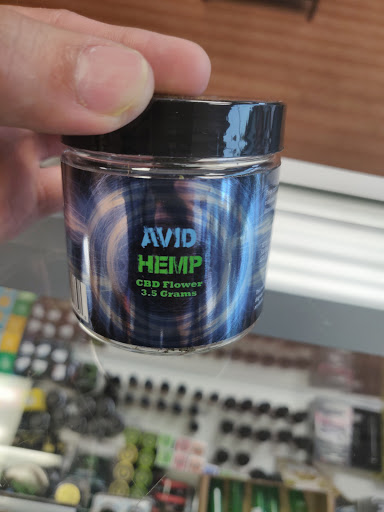 AVID
HEMP
CBD Flower
3.5 Grams